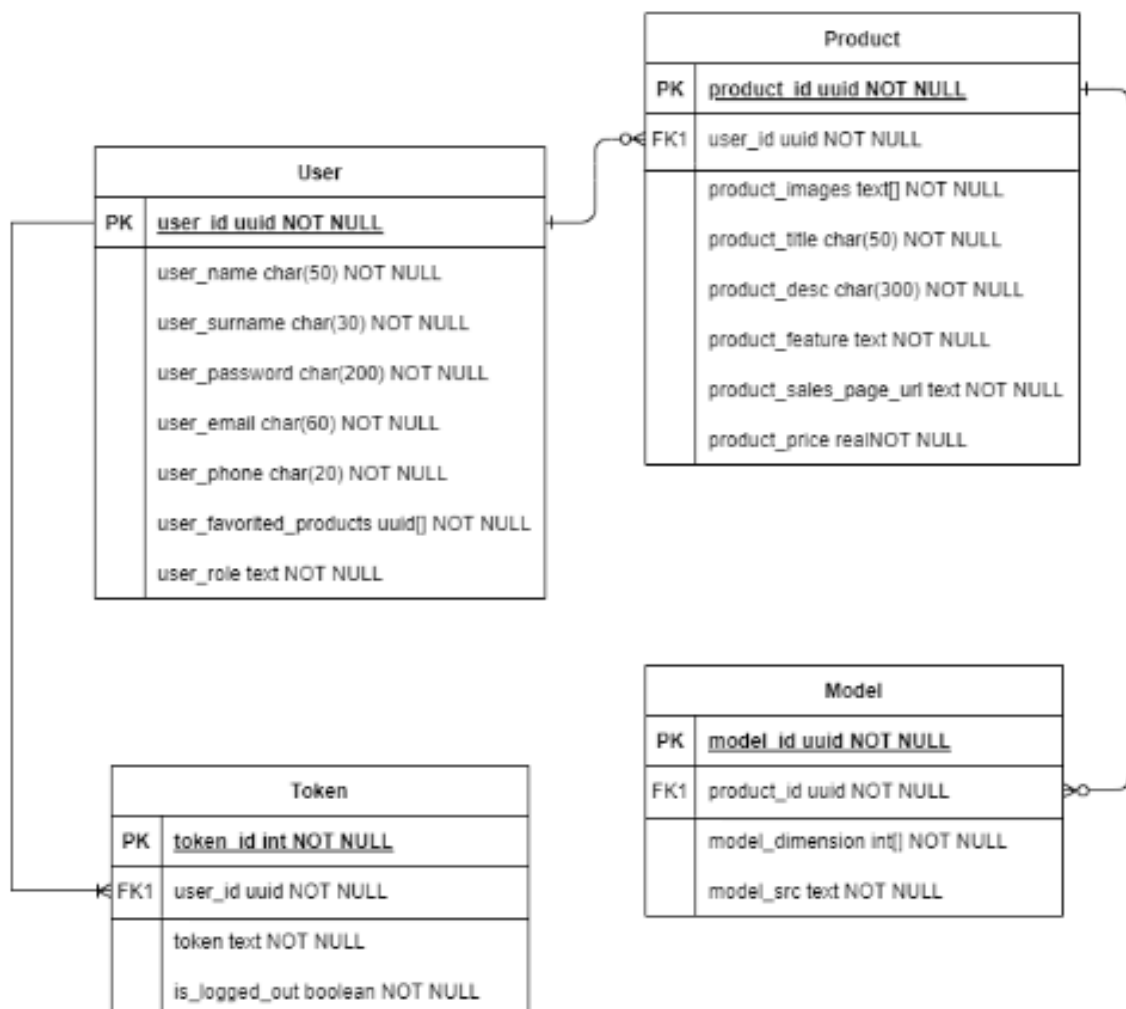 Product
PK product_id uuid NOT NULL
FK1 user_id uuid NOT NULL
product_images text[] NOT NULL
product_title char(50) NOT NULL
product_desc char(300) NOT NULL
product_feature text NOT NULL
product_sales_page_url text NOT NULL
product_price realNOT NULL
User
PK user_id uuid NOT NULL
user_name char(50) NOT NULL
user_surname char(30) NOT NULL
user_password char(200) NOT NULL
user_email char(60) NOT NULL
user_phone char(20) NOT NULL
user_favorited_products uuid[] NOT NULL
user_role text NOT NULL
Model
PK model_id uuid NOT NULL
FK1 product_id uuid NOT NULL
model_dimension int[] NOT NULL
model_src text NOT NULL
Token
PK token_id int NOT NULL
FK1 user_id uuid NOT NULL
token text NOT NULL
is_logged_out boolean NOT NULL